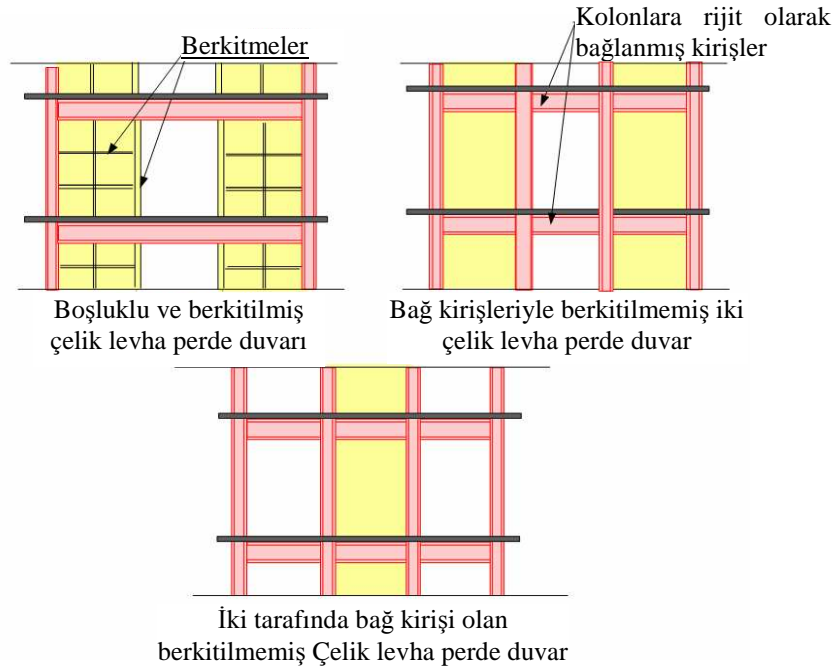 Berkitmeler
Kolonlara rijit olarak
bağlanmış kirişler
Boşluklu ve berkitilmiş
çelik levha perde duvarı
Bağ kirişleriyle berkitilmemiş iki
çelik levha perde duvar
İki tarafında bağ kirişi olan
berkitilmemiş Çelik levha perde duvar